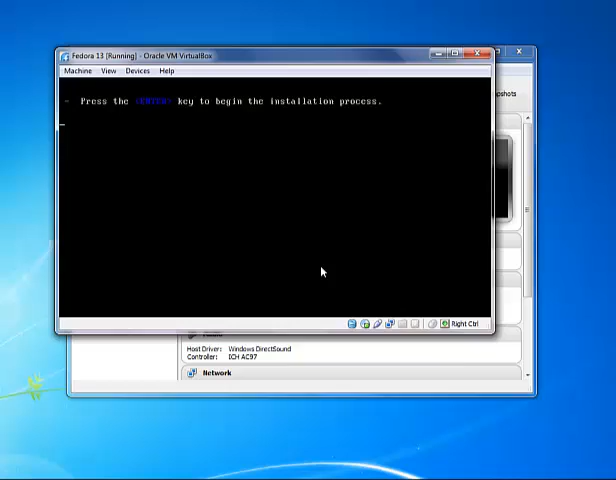 Fedora 13 [Running] - Oracle VM VirtualBox
Machine View Devices Help
- Press the <ENTER> key to begin the installation process.
pshots
Right Ctrl
Host Driver: Windows DirectSound
Controller: ICH AC97
Network